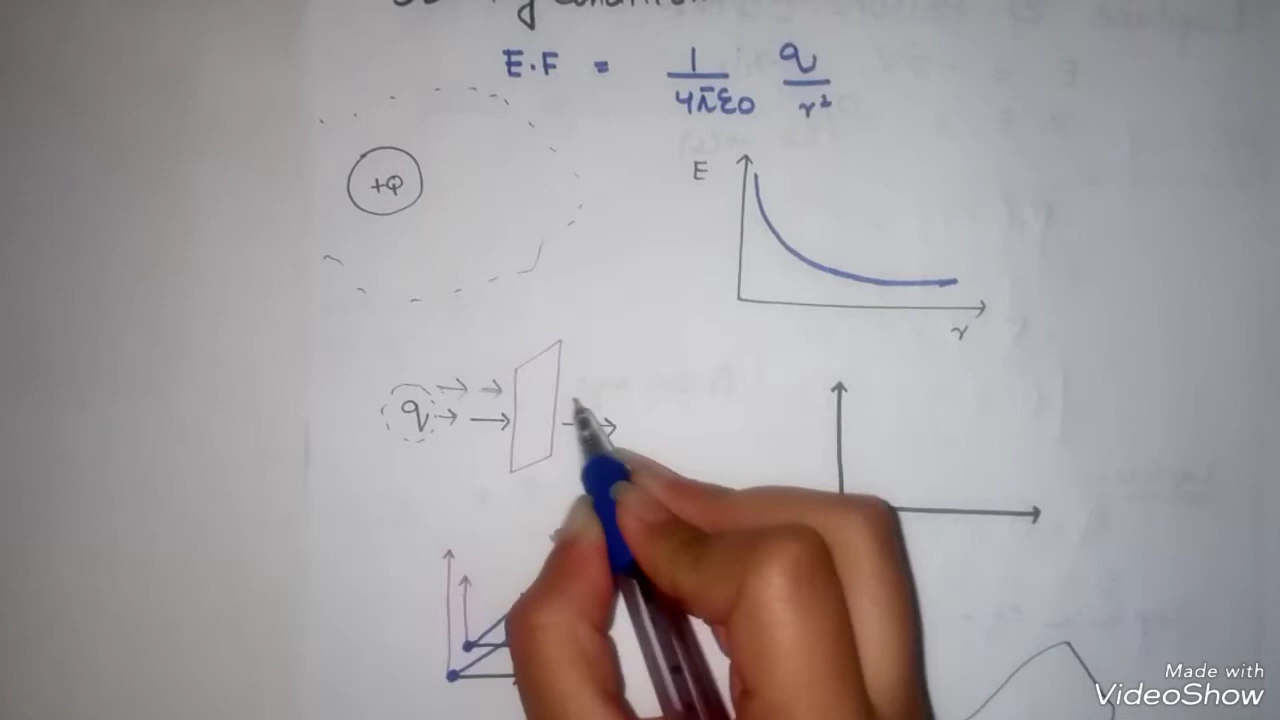 E.F = 1/4πε0 q/r²
+Q
E
r
q
Made with
VideoShow